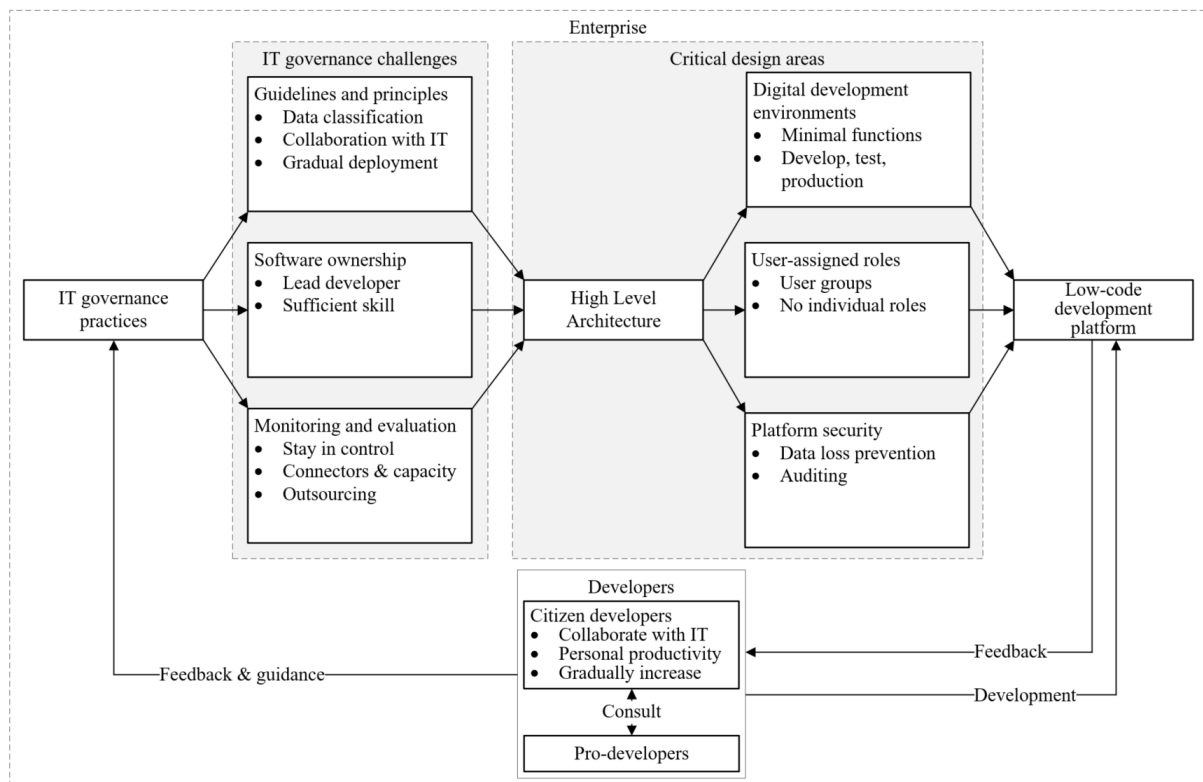 Enterprise
IT governance challenges
Guidelines and principles
● Data classification
● Collaboration with IT
● Gradual deployment
Software ownership
● Lead developer
● Sufficient skill
Monitoring and evaluation
● Stay in control
● Connectors & capacity
● Outsourcing
IT governance
practices
Critical design areas
High Level
Architecture
Digital development
environments
● Minimal functions
● Develop, test,
production
User-assigned roles
● User groups
● No individual roles
Platform security
● Data loss prevention
● Auditing
Low-code
development
platform
Developers
Citizen developers
● Collaborate with IT
● Personal productivity
● Gradually increase
Consult
Pro-developers
Feedback & guidance
Feedback
Development